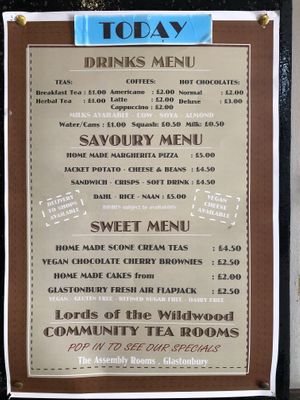 TODAY
DRINKS MENU
TEAS: COFFEES: HOT CHOCOLATES:
Breakfast Tea : £1.00 Americano : £2.00 Normal : £2.00
Herbal Tea : £1.00 Latte : £2.00 Deluxe : £3.00
Cappuccino : £2.00
MILKS AVAILABLE - COW - SOYA - ALMOND
Water/Cans : £1.00 Squash: £0.50 Milk: £0.50
SAVOURY MENU
HOME MADE MARGHERITA PIZZA : £5.00
JACKET POTATO - CHEESE & BEANS : £4.50
SANDWICH - CRISPS - SOFT DRINK : £4.50
DAHL - RICE - NAAN : £5.00
DISHES subject to availability
DELIVERY TO SHOPS AVAILABLE
VEGAN CHEESE AVAILABLE
SWEET MENU
HOME MADE SCONE CREAM TEAS : £4.50
VEGAN CHOCOLATE CHERRY BROWNIES : £2.50
HOME MADE CAKES from : £2.00
GLASTONBURY FRESH AIR FLAPJACK : £2.50
VEGAN - GLUTEN FREE - REFINED SUGAR FREE - DAIRY FREE
Lords of the Wildwood
COMMUNITY TEA ROOMS
POP IN TO SEE OUR SPECIALS
The Assembly Rooms . Glastonbury